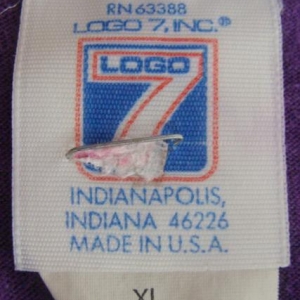 RN 63388
LOGO 7, INC.®
LOGO
7
INDIANAPOLIS,
INDIANA 46226
MADE IN U.S.A.
XL